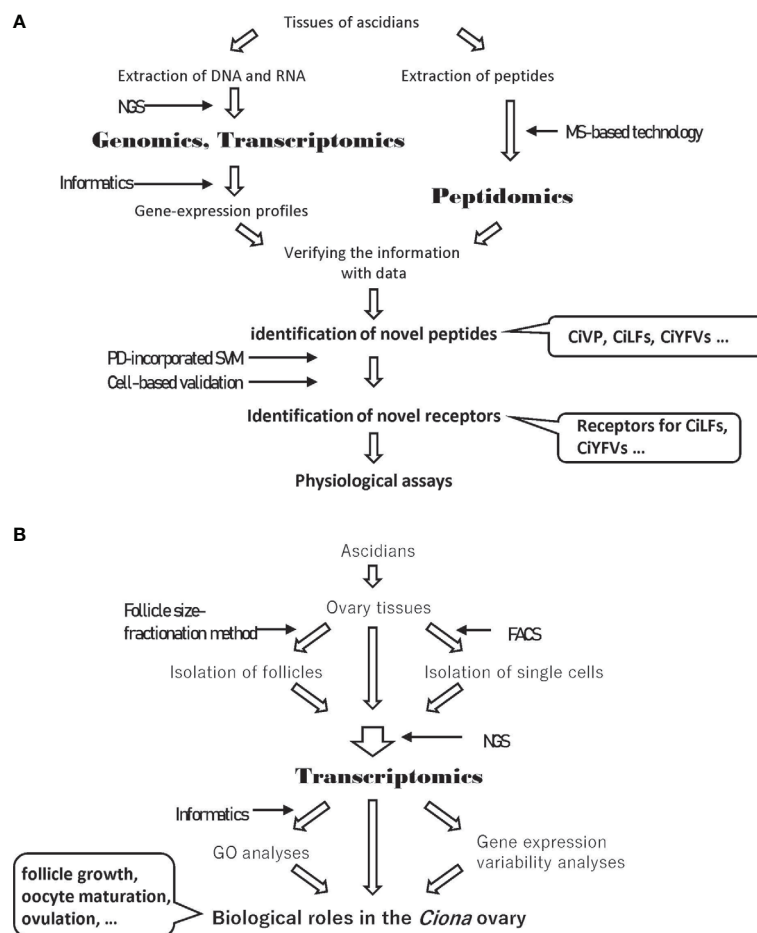 A
Tissues of ascidians
Extraction of DNA and RNA
Extraction of peptides
NGS
MS-based technology
Genomics, Transcriptomics
Informatics
Peptidomics
Gene-expression profiles
Verifying the information
with data
identification of novel peptides
CiVP, CiLFs, CiYFVs ...
PD-incorporated SVM
Cell-based validation
Identification of novel receptors
Receptors for CiLFs,
CiYFVs ...
Physiological assays
B
Ascidians
Ovary tissues
Follicle size-
fractionation method
FACS
Isolation of follicles
Isolation of single cells
NGS
Transcriptomics
Informatics
GO analyses
Gene expression
variability analyses
follicle growth,
oocyte maturation,
ovulation, ...
Biological roles in the Ciona ovary